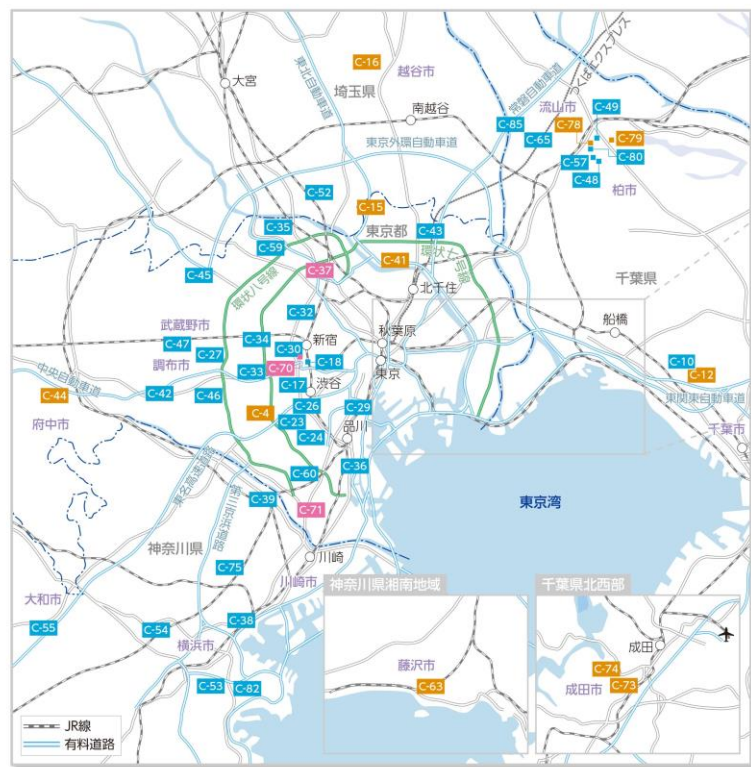 C-16
越谷市
大宮
東北自動車道
埼玉県
南越谷
常磐自動車道
つくばエクスプレス
流山市
C-49
C-85
C-78
C-65
C-79
東京外環自動車道
C-57
C-80
C-48
柏市
C-52
C-15
C-35
東京都
C-43
C-59
環状七号線
C-41
C-37
C-45
環状八号線
北千住
千葉県
C-32
武蔵野市
船橋
C-34
新宿
秋葉原
C-47
C-30
C-27
C-18
C-10
調布市
C-70
東京
中央自動車道
C-33
C-12
C-17
渋谷
C-44
C-42
C-46
東関東自動車道
C-26
C-29
C-4
府中市
C-23
千葉市
C-24
品川
東名高速道路
C-36
C-60
第三京浜道路
C-39
東京湾
C-71
神奈川県
川崎
C-75
川崎市
神奈川県湘南地域
千葉県北西部
大和市
C-38
C-55
C-54
成田
横浜市
藤沢市
C-74
C-53
C-82
C-63
成田市
C-73
JR線
有料道路